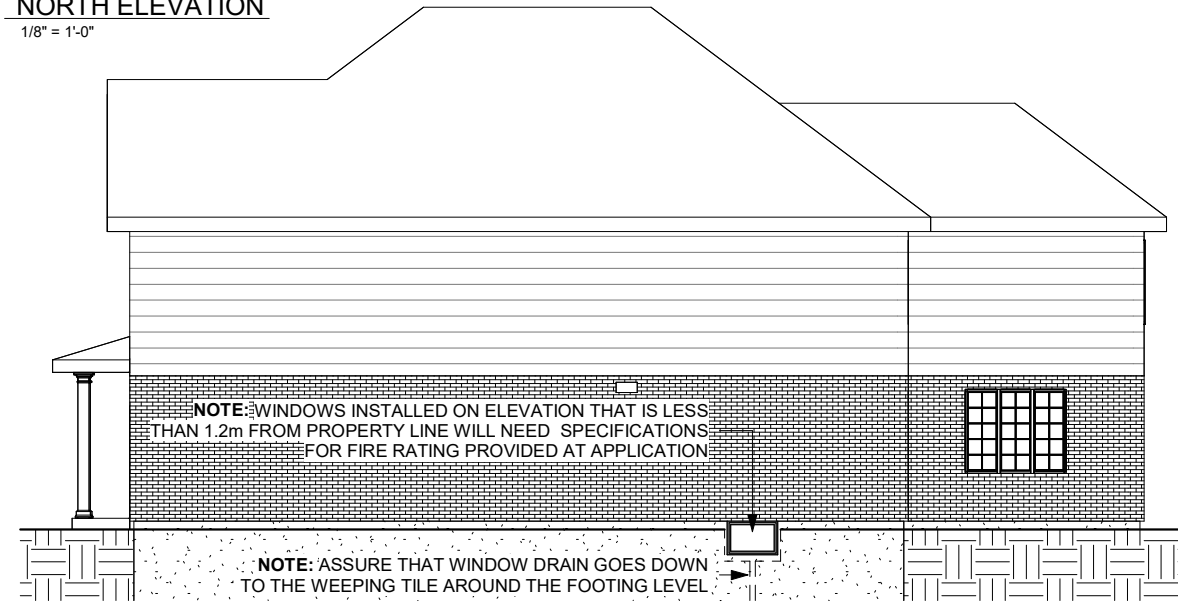 NORTH ELEVATION
1/8" = 1'-0"
NOTE: WINDOWS INSTALLED ON ELEVATION THAT IS LESS
THAN 1.2m FROM PROPERTY LINE WILL NEED SPECIFICATIONS
FOR FIRE RATING PROVIDED AT APPLICATION
NOTE: ASSURE THAT WINDOW DRAIN GOES DOWN
TO THE WEEPING TILE AROUND THE FOOTING LEVEL